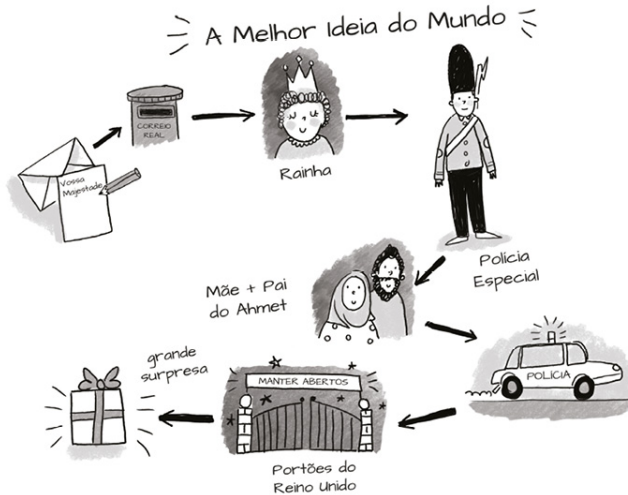 A Melhor Ideia do Mundo
CORREIO
REAL
Vossa
Majestade
Rainha
Polícia
Especial
Mãe + Pai
do Ahmet
POLÍCIA
grande
surpresa
MANTER ABERTOS
Portões do
Reino Unido